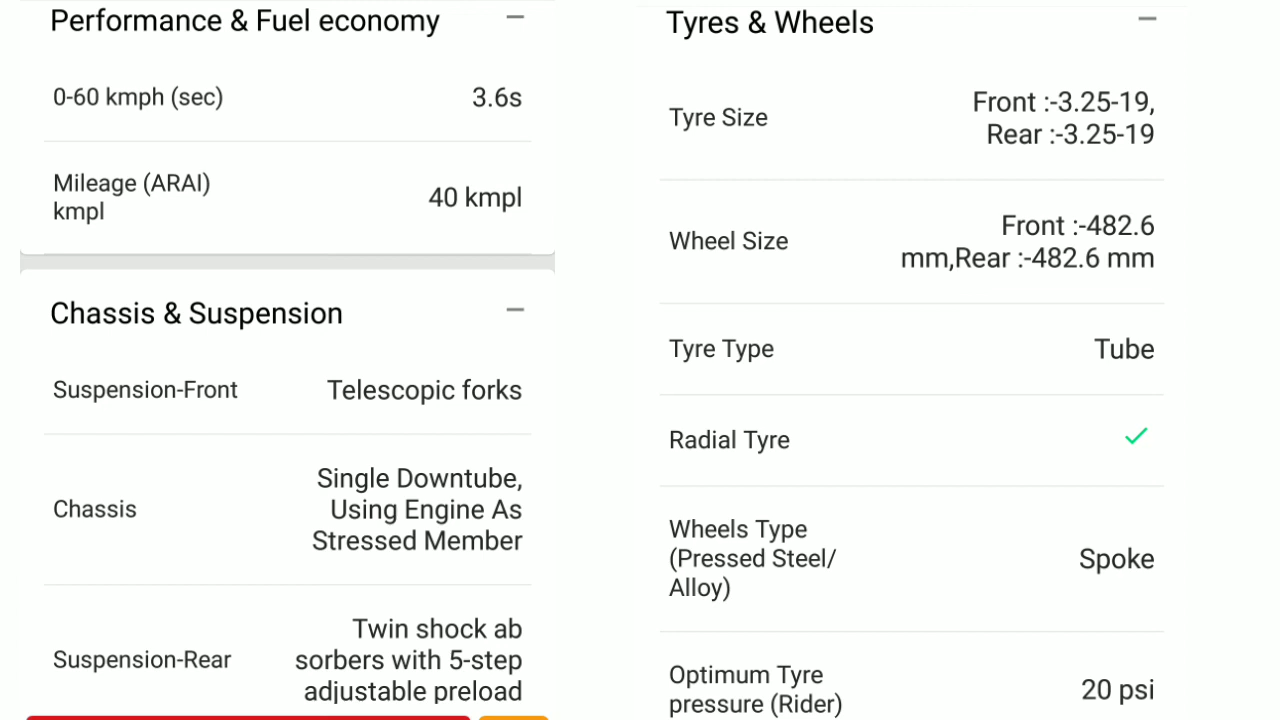 Performance & Fuel economy
0-60 kmph (sec)
3.6s
Mileage (ARAI)
kmpl
40 kmpl
Chassis & Suspension
Suspension-Front
Telescopic forks
Chassis
Single Downtube,
Using Engine As
Stressed Member
Suspension-Rear
Twin shock ab
sorbers with 5-step
adjustable preload
Tyres & Wheels
Tyre Size
Front :-3.25-19,
Rear :-3.25-19
Wheel Size
Front :-482.6
mm,Rear :-482.6 mm
Tyre Type
Tube
Radial Tyre
Wheels Type
(Pressed Steel/
Alloy)
Spoke
Optimum Tyre
pressure (Rider)
20 psi